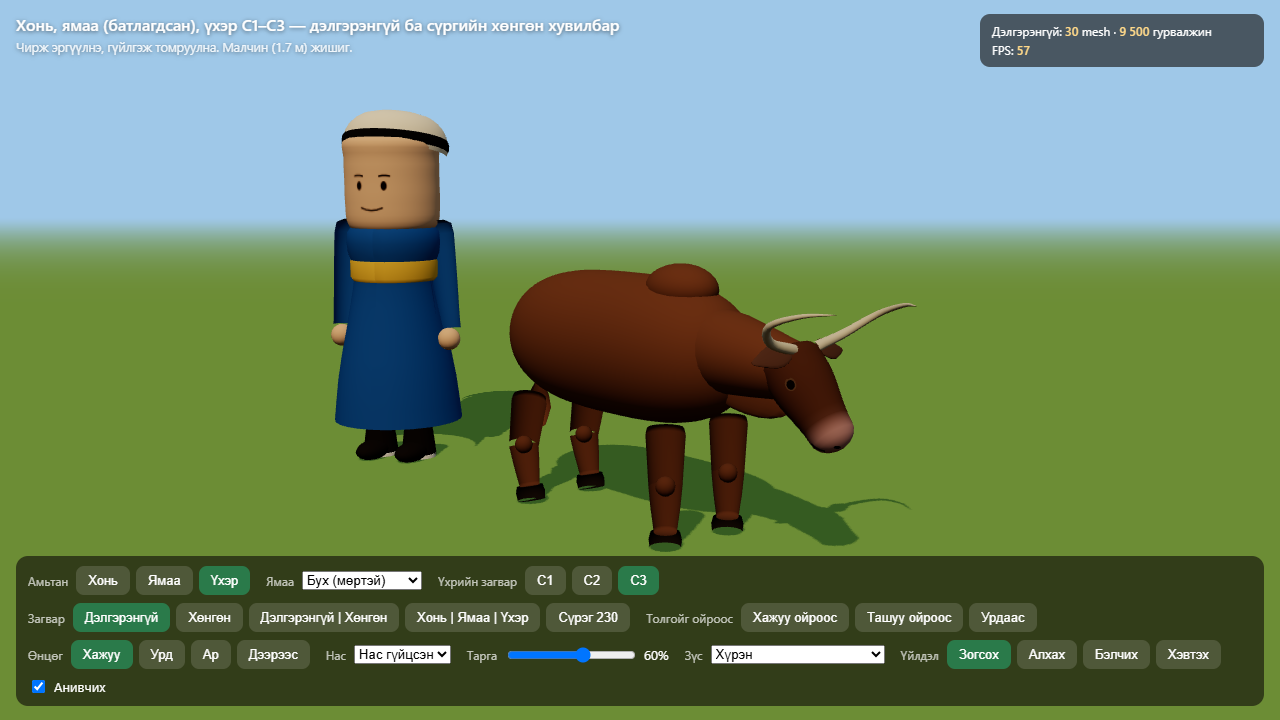 Хонь, ямаа (батлагдсан), үхэр C1–C3 — дэлгэрэнгүй ба сүргийн хөнгөн хувилбар
Чирж эргүүлнэ, гүйлгэж томруулна. Малчин (1.7 м) жишиг.
Дэлгэрэнгүй: 30 mesh · 9 500 гурвалжин
FPS: 57
Амьтан Хонь Ямаа Үхэр Ямаа Бух (мөртэй) Үхрийн загвар C1 C2 C3
Загвар Дэлгэрэнгүй Хөнгөн Дэлгэрэнгүй | Хөнгөн Хонь | Ямаа | Үхэр Сүрэг 230 Толгойг ойроос Хажуу ойроос Ташуу ойроос Урдаас
Өнцөг Хажуу Урд Ар Дээрээс Нас Нас гүйцсэн Тарга 60% Зүс Хүрэн Үйлдэл Зогсох Алхах Бэлчих Хэвтэх
Анивчих